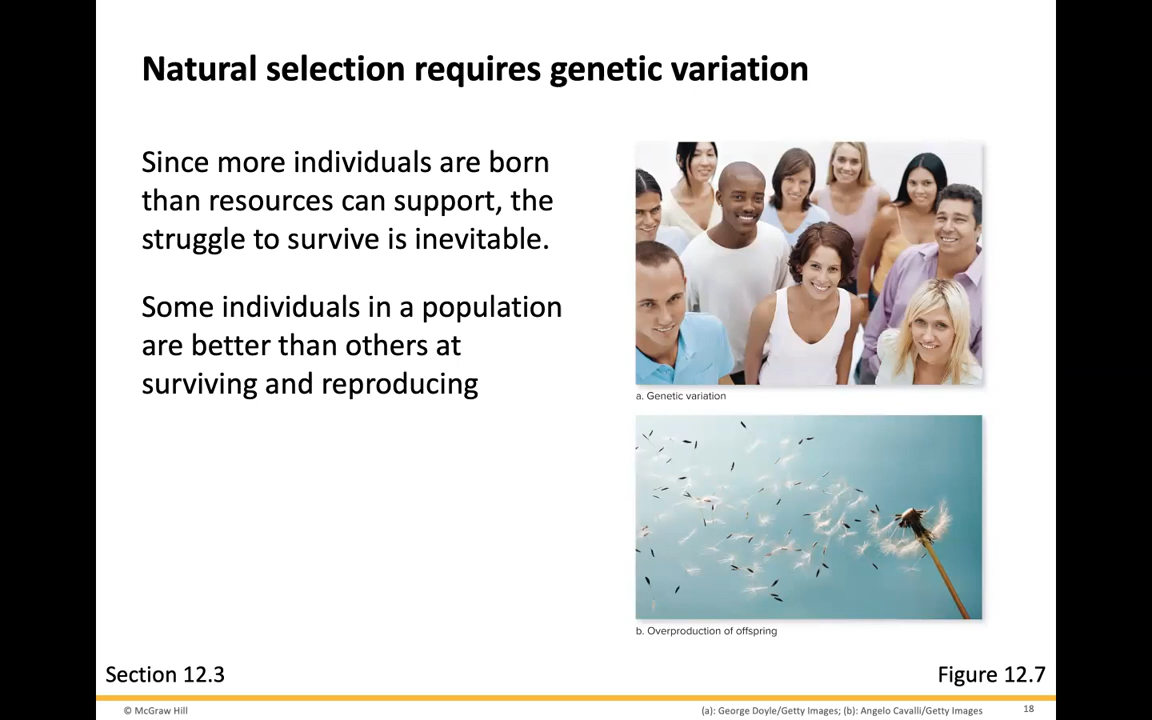 Natural selection requires genetic variation
Since more individuals are born
than resources can support, the
struggle to survive is inevitable.
Some individuals in a population
are better than others at
surviving and reproducing
a. Genetic variation
b. Overproduction of offspring
Section 12.3
Figure 12.7
© McGraw Hill
(a): George Doyle/Getty Images; (b): Angelo Cavalli/Getty Images
18